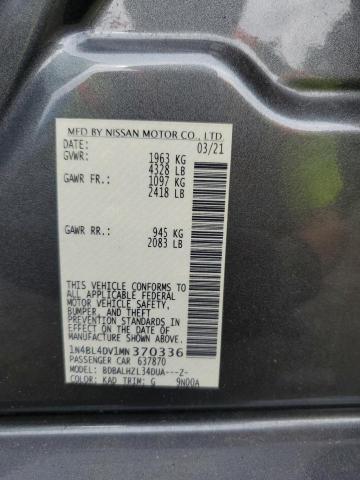 MFD BY NISSAN MOTOR CO., LTD
DATE: 03/21
GVWR: 1963 KG
4328 LB
GAWR FR: 1097 KG
2418 LB
GAWR RR: 945 KG
2083 LB
THIS VEHICLE CONFORMS TO
ALL APPLICABLE FEDERAL
MOTOR VEHICLE SAFETY,
BUMPER, AND THEFT
PREVENTION STANDARDS IN
EFFECT ON THE DATE OF
MANUFACTURE SHOWN ABOVE.
1N4BL4DV1MN370336
PASSENGER CAR 637870
MODEL: BDBALHZL34DUA---Z-
COLOR: KAD TRIM: G 9N00A